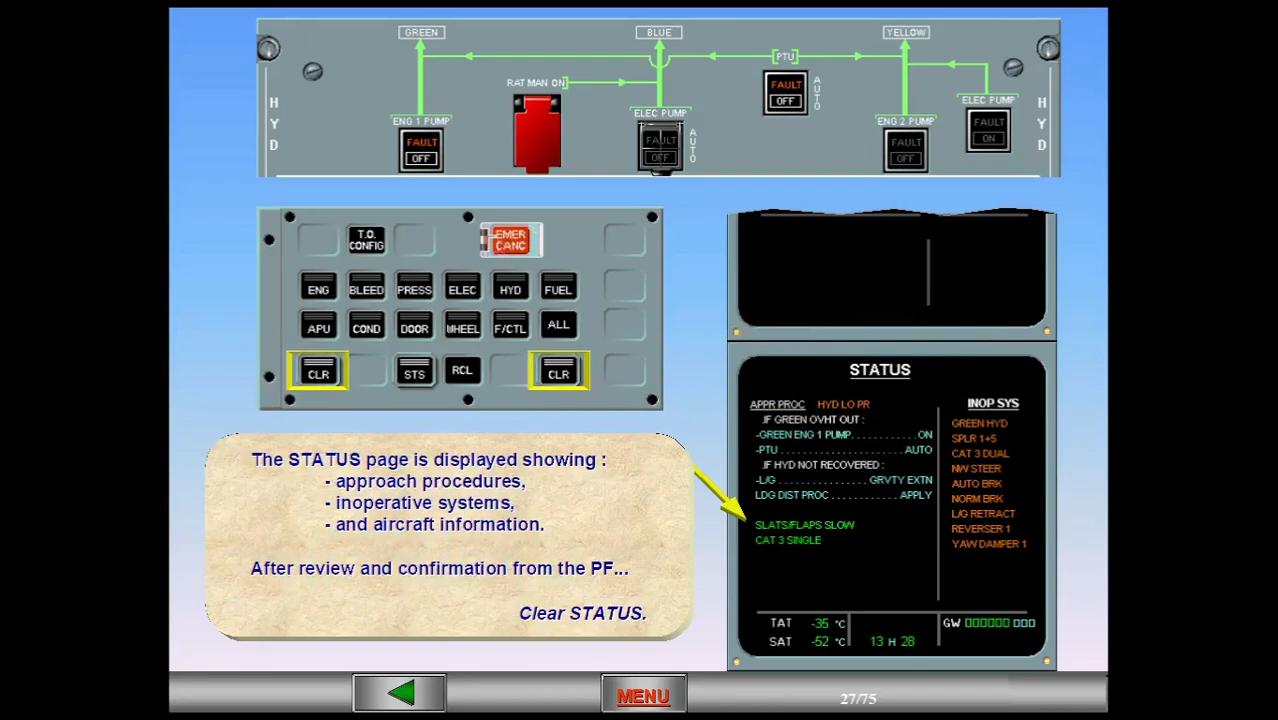 GREEN
BLUE
YELLOW
PTU
RAT MAN ON
FAULT
OFF
AUTO
ENG 1 PUMP
FAULT
OFF
ELEC PUMP
FAULT
OFF
AUTO
ENG 2 PUMP
FAULT
OFF
ELEC PUMP
FAULT
ON
HYD
HYD
T.O. CONFIG
EMER CANC
ENG BLEED PRESS ELEC HYD FUEL
APU COND DOOR WHEEL F/CTL ALL
CLR STS RCL CLR
The STATUS page is displayed showing :
- approach procedures,
- inoperative systems,
- and aircraft information.
After review and confirmation from the PF...
Clear STATUS.
STATUS
APPR PROC HYD LO PR
.IF GREEN OVHT OUT :
-GREEN ENG 1 PUMP..........ON
-PTU....................AUTO
.IF HYD NOT RECOVERED :
-L/G..............GRVTY EXTN
LDG DIST PROC..........APPLY
SLATS/FLAPS SLOW
CAT 3 SINGLE
INOP SYS
GREEN HYD
SPLR 1+5
CAT 3 DUAL
NW STEER
AUTO BRK
NORM BRK
L/G RETRACT
REVERSER 1
YAW DAMPER 1
TAT -35 °C
SAT -52 °C
13 H 28
GW
MENU
27/75